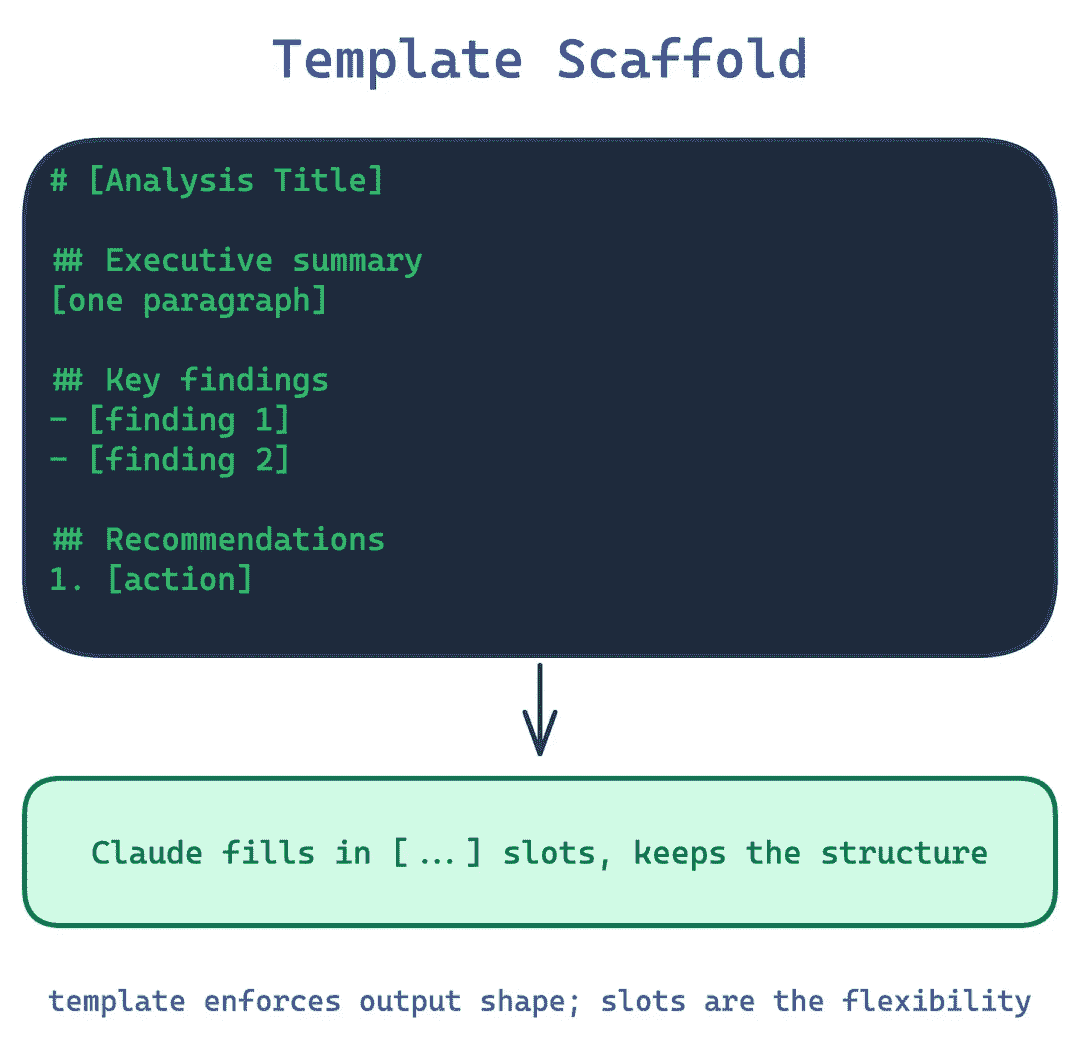 Template Scaffold
# [Analysis Title]
## Executive summary
[one paragraph]
## Key findings
- [finding 1]
- [finding 2]
## Recommendations
1. [action]
Claude fills in [...] slots, keeps the structure
template enforces output shape; slots are the flexibility